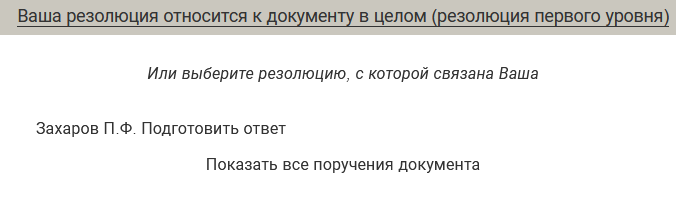 Ваша резолюция относится к документу в целом (резолюция первого уровня)
Или выберите резолюцию, с которой связана Ваша
Захаров П.Ф. Подготовить ответ
Показать все поручения документа